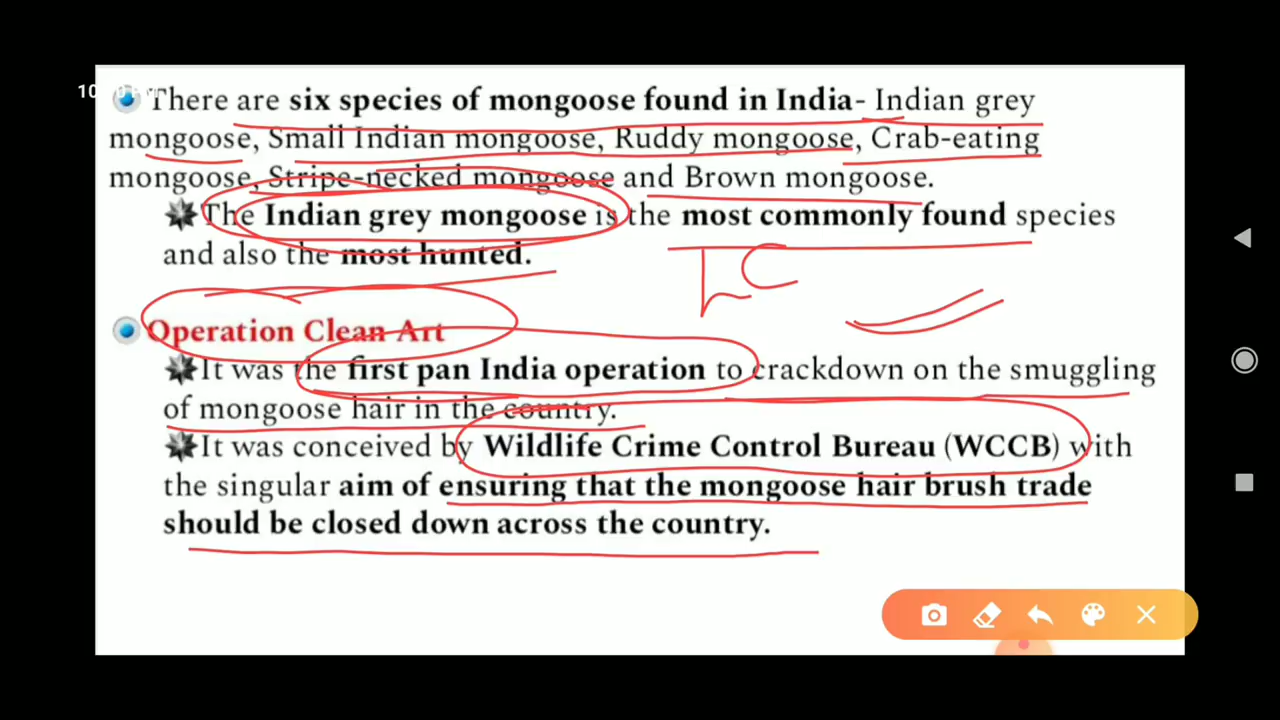 There are six species of mongoose found in India- Indian grey
mongoose, Small Indian mongoose, Ruddy mongoose, Crab-eating
mongoose, Stripe-necked mongoose and Brown mongoose.
The Indian grey mongoose is the most commonly found species
and also the most hunted.
LC
Operation Clean Art
It was the first pan India operation to crackdown on the smuggling
of mongoose hair in the country.
It was conceived by Wildlife Crime Control Bureau (WCCB) with
the singular aim of ensuring that the mongoose hair brush trade
should be closed down across the country.